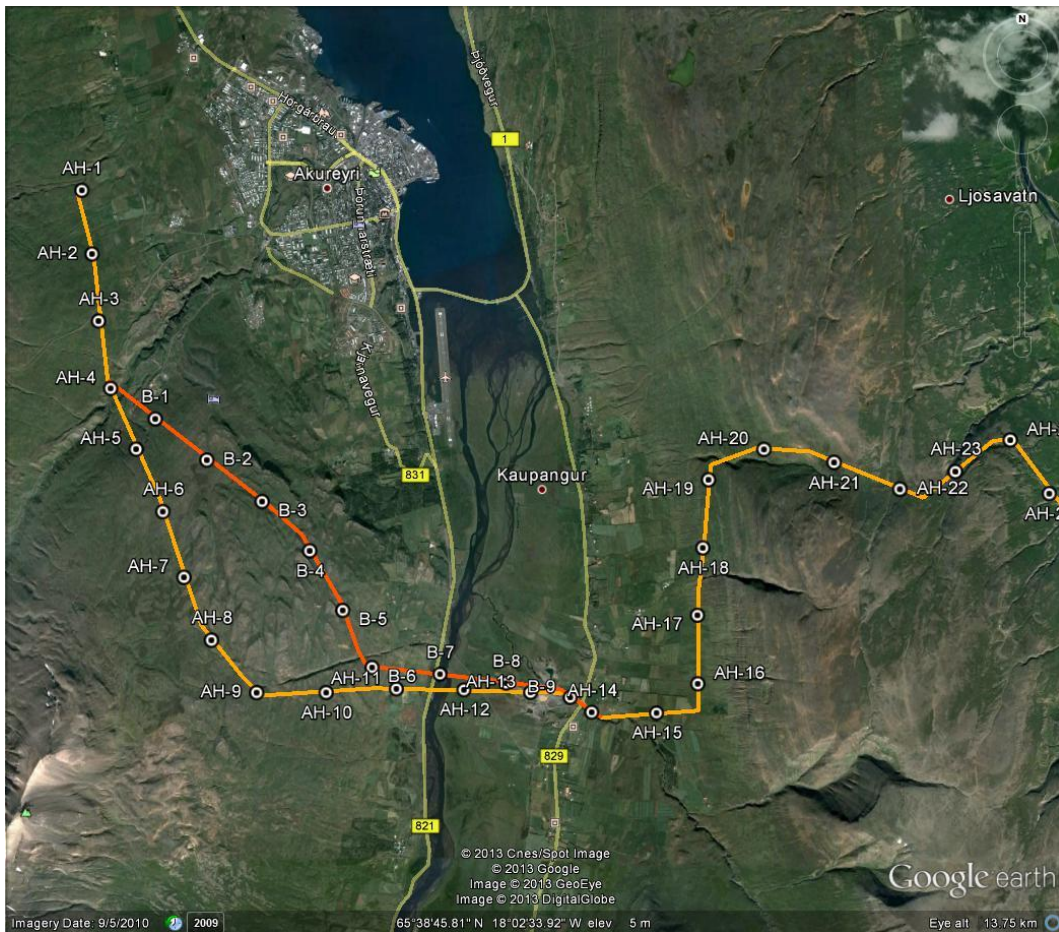 N
Þjóðvegur
Hörgárbraut
1
AH-1
Akureyri
Ljosavatn
Þórunnarstræti
AH-2
AH-3
Kjarnavegur
AH-4
B-1
AH-5
AH-20
AH-23
B-2
831
Kaupangur
AH-21
AH-22
AH-19
AH-6
B-3
B-4
AH-18
AH-7
B-5
AH-17
AH-8
B-7
B-8
AH-11
B-6
AH-13
AH-16
AH-9
B-9
AH-14
AH-10
AH-12
AH-15
829
821
© 2013 Cnes/Spot Image
© 2013 Google
Image © 2013 GeoEye
Image © 2013 DigitalGlobe
Google earth
Imagery Date: 9/5/2010 2009 65°38'45.81" N 18°02'33.92" W elev 5 m Eye alt 13.75 km